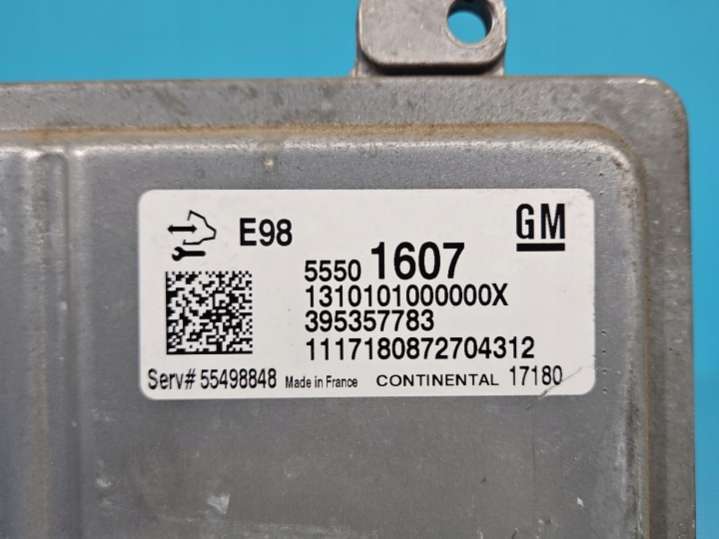 E98
GM
5550 1607
1310101000000X
395357783
1117180872704312
Serv# 55498848 Made in France CONTINENTAL 17180